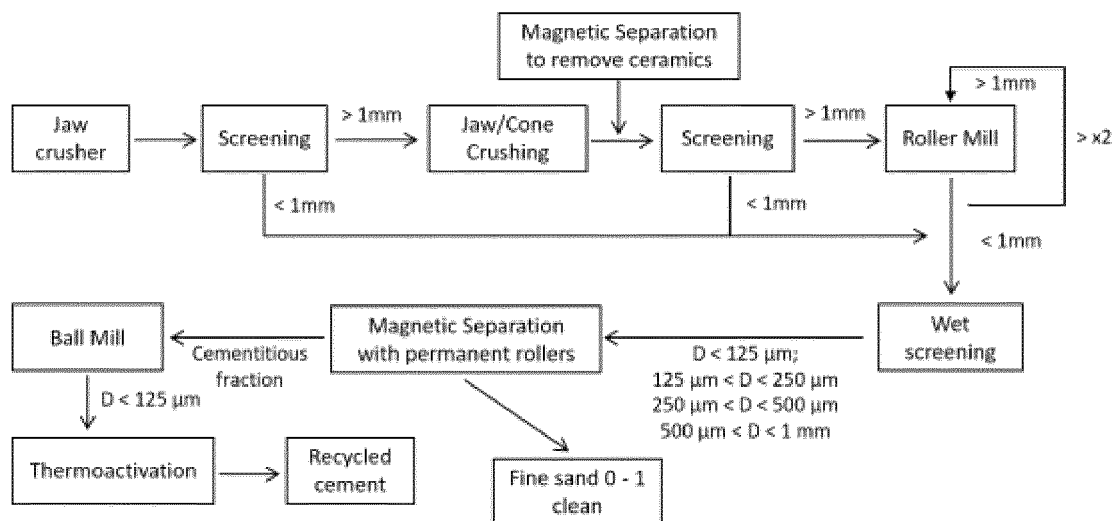 Magnetic Separation
to remove ceramics
Jaw
crusher
Screening
> 1mm
Jaw/Cone
Crushing
Screening
> 1mm
Roller Mill
> 1mm
> x2
< 1mm
< 1mm
< 1mm
Ball Mill
Cementitious
fraction
Magnetic Separation
with permanent rollers
D < 125 µm;
125 µm < D < 250 µm
250 µm < D < 500 µm
500 µm < D < 1 mm
Wet
screening
D < 125 µm
Thermoactivation
Recycled
cement
Fine sand 0 - 1
clean